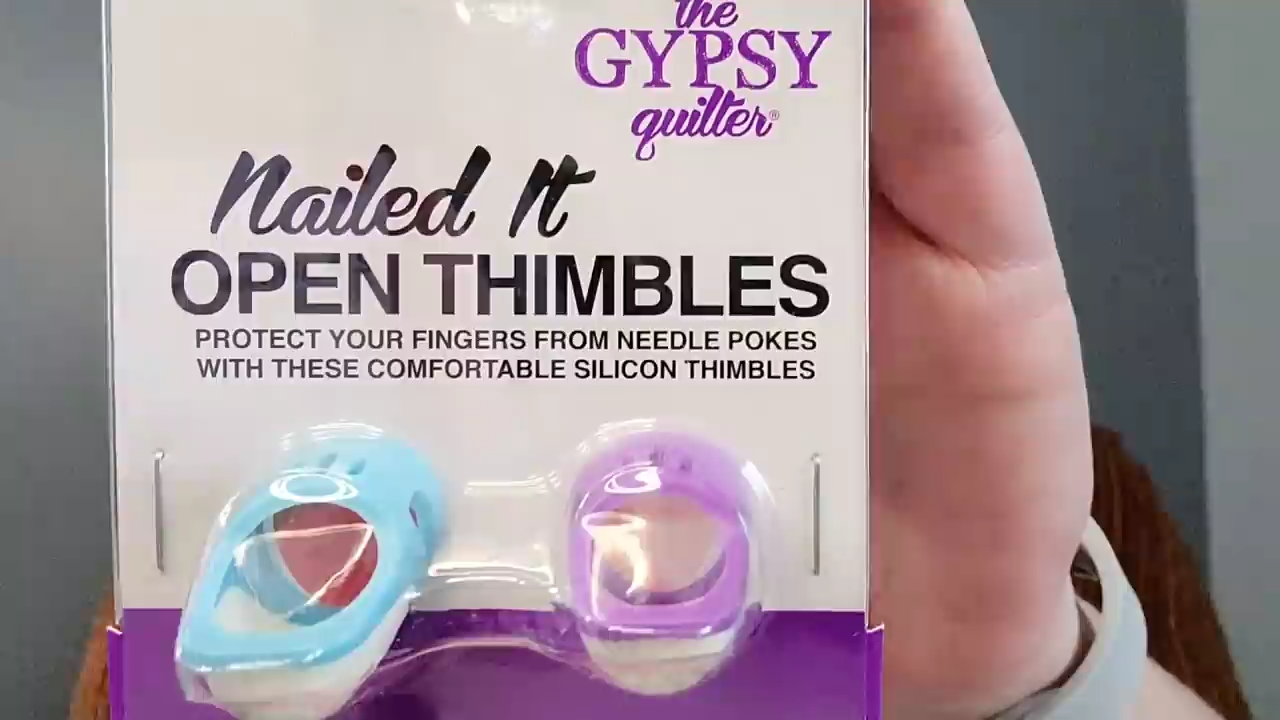 the
GYPSY
quilter®
Nailed It
OPEN THIMBLES
PROTECT YOUR FINGERS FROM NEEDLE POKES
WITH THESE COMFORTABLE SILICON THIMBLES